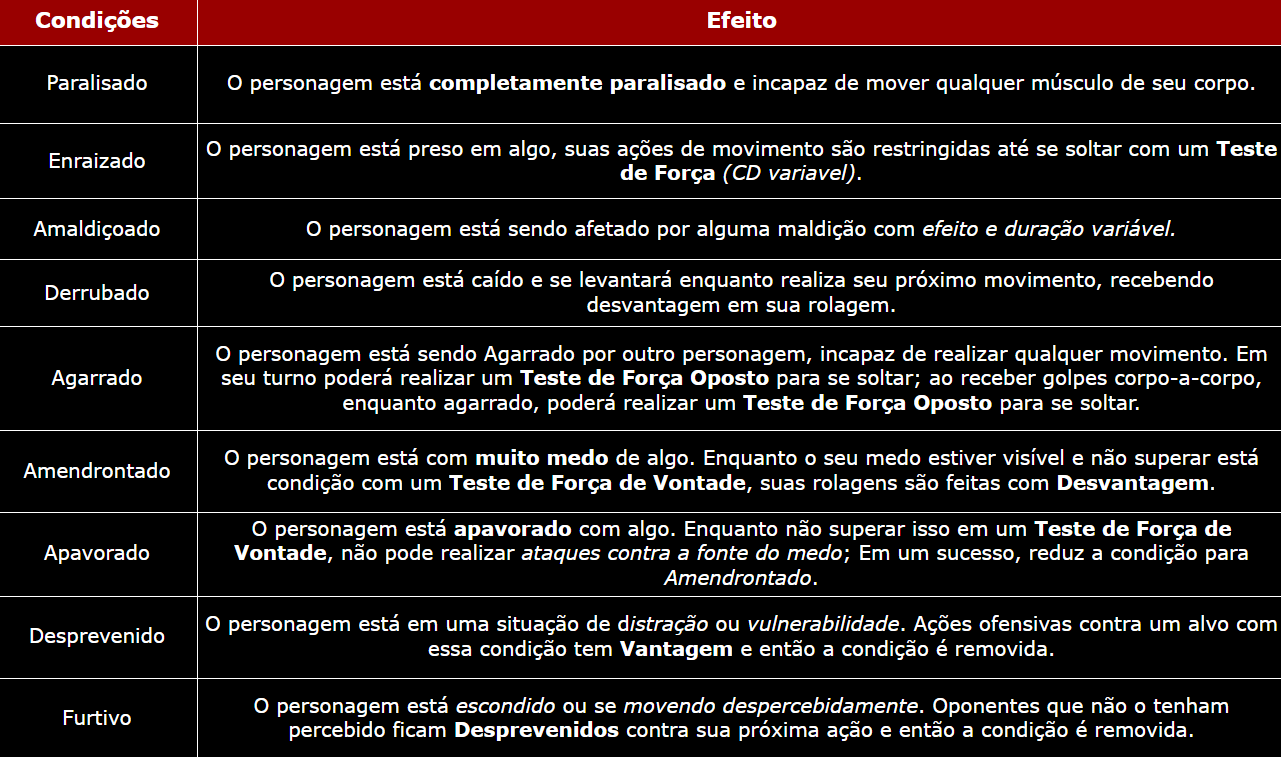 Condições Efeito
Paralisado O personagem está completamente paralisado e incapaz de mover qualquer músculo de seu corpo.
Enraizado O personagem está preso em algo, suas ações de movimento são restringidas até se soltar com um Teste
de Força (CD variavel).
Amaldiçoado O personagem está sendo afetado por alguma maldição com efeito e duração variável.
Derrubado O personagem está caído e se levantará enquanto realiza seu próximo movimento, recebendo
desvantagem em sua rolagem.
Agarrado O personagem está sendo Agarrado por outro personagem, incapaz de realizar qualquer movimento. Em
seu turno poderá realizar um Teste de Força Oposto para se soltar; ao receber golpes corpo-a-corpo,
enquanto agarrado, poderá realizar um Teste de Força Oposto para se soltar.
Amendrontado O personagem está com muito medo de algo. Enquanto o seu medo estiver visível e não superar está
condição com um Teste de Força de Vontade, suas rolagens são feitas com Desvantagem.
Apavorado O personagem está apavorado com algo. Enquanto não superar isso em um Teste de Força de
Vontade, não pode realizar ataques contra a fonte do medo; Em um sucesso, reduz a condição para
Amendrontado.
Desprevenido O personagem está em uma situação de distração ou vulnerabilidade. Ações ofensivas contra um alvo com
essa condição tem Vantagem e então a condição é removida.
Furtivo O personagem está escondido ou se movendo despercebidamente. Oponentes que não o tenham
percebido ficam Desprevenidos contra sua próxima ação e então a condição é removida.